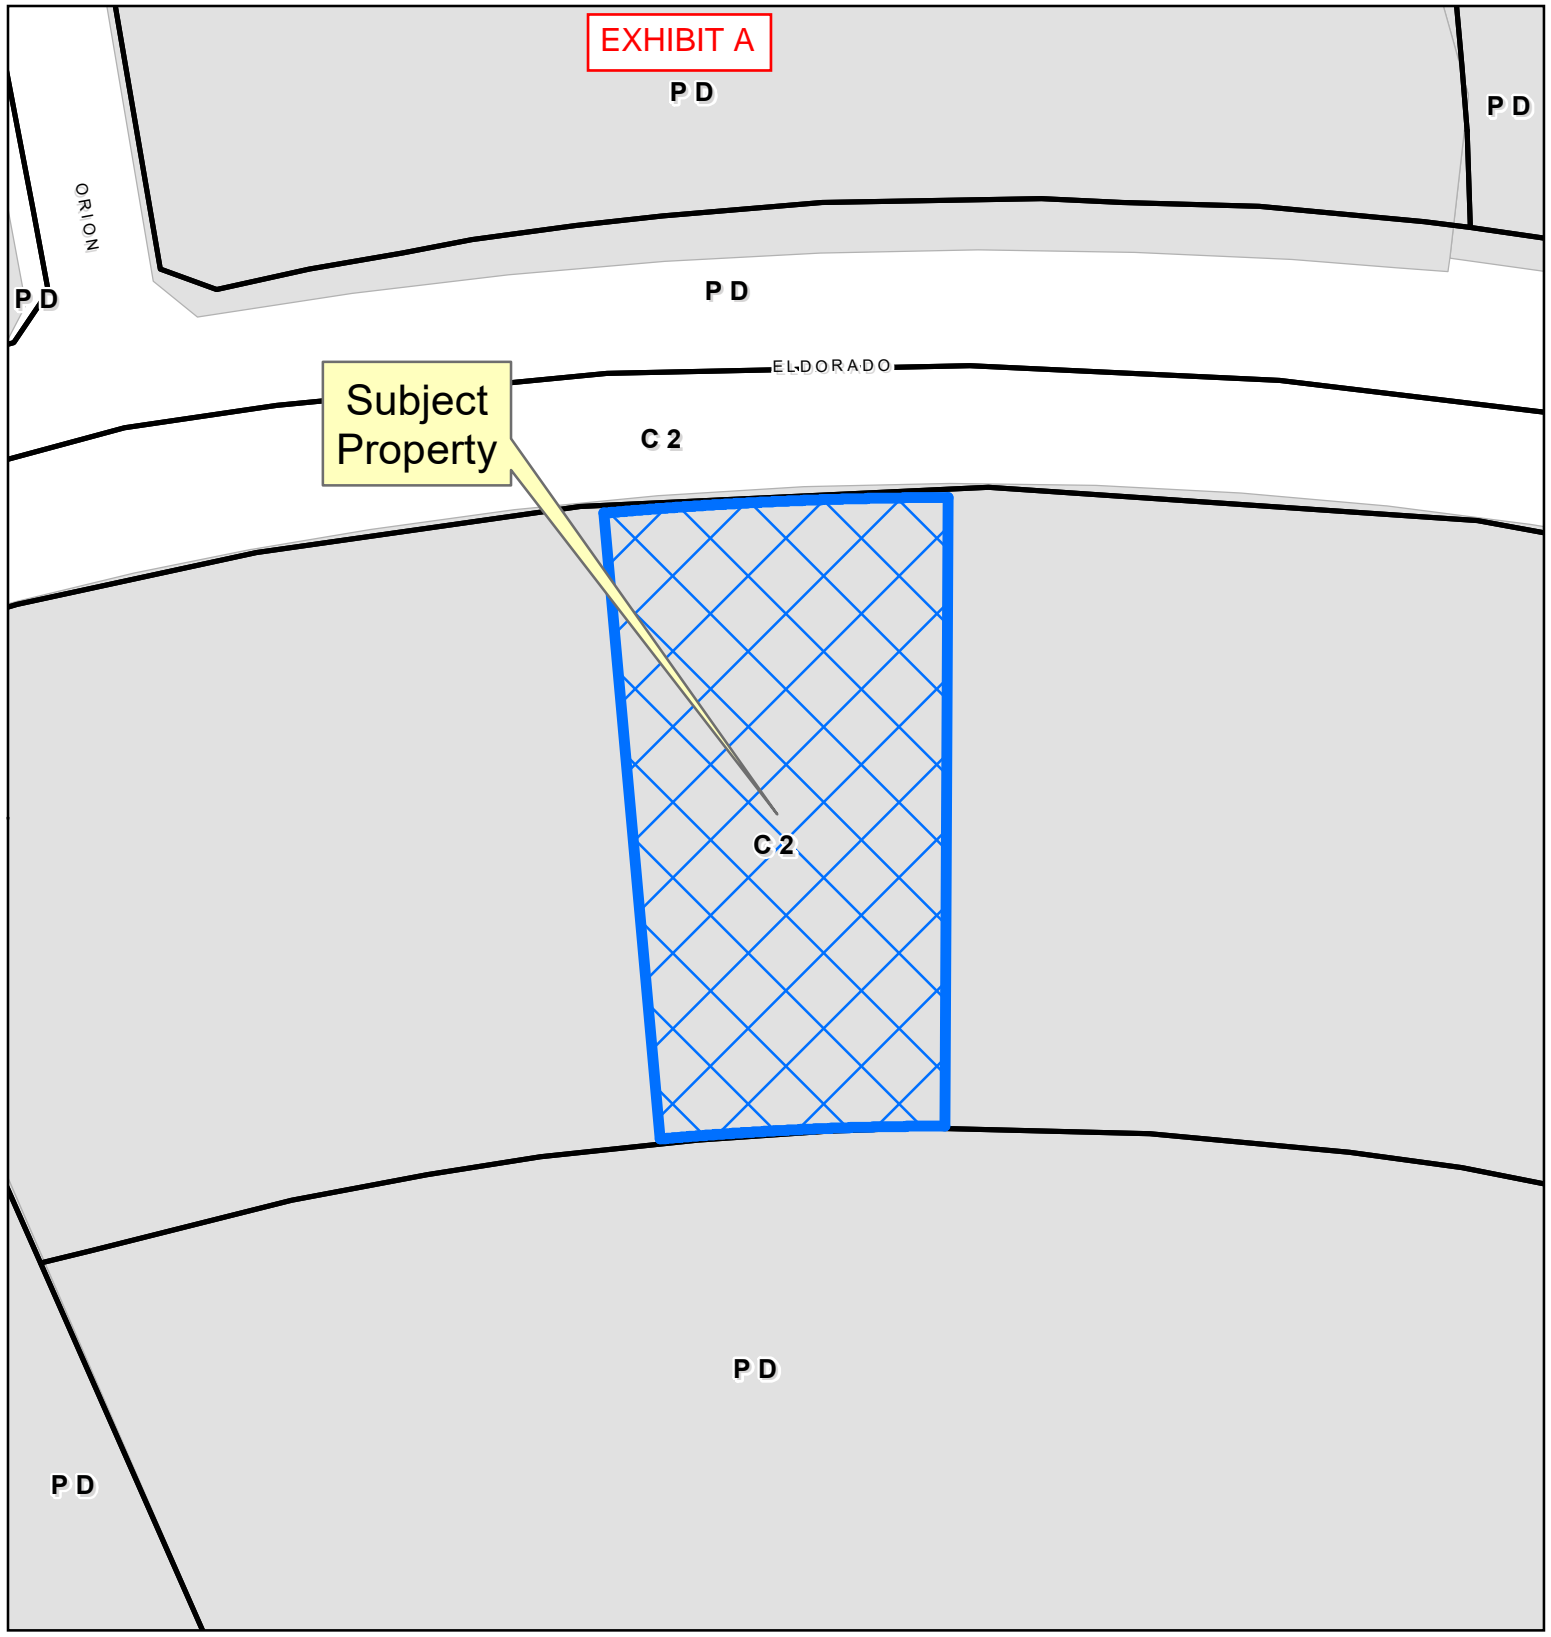 EXHIBIT A
P D
P D
ORION
P D
P D
ELDORADO
Subject
Property
C 2
C 2
P D
P D